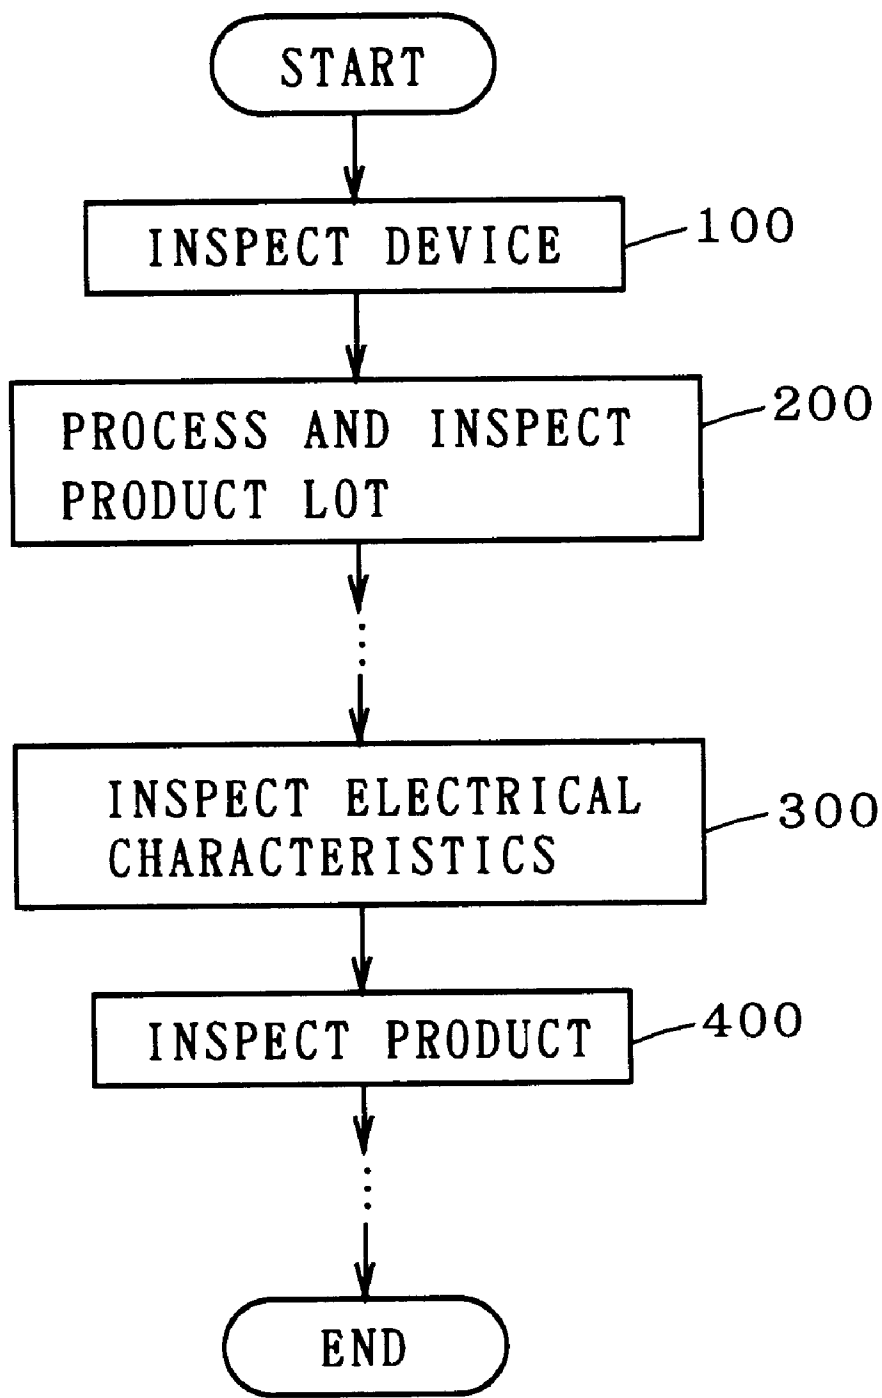 START
INSPECT DEVICE
100
PROCESS AND INSPECT
PRODUCT LOT
200
INSPECT ELECTRICAL
CHARACTERISTICS
300
INSPECT PRODUCT
400
END